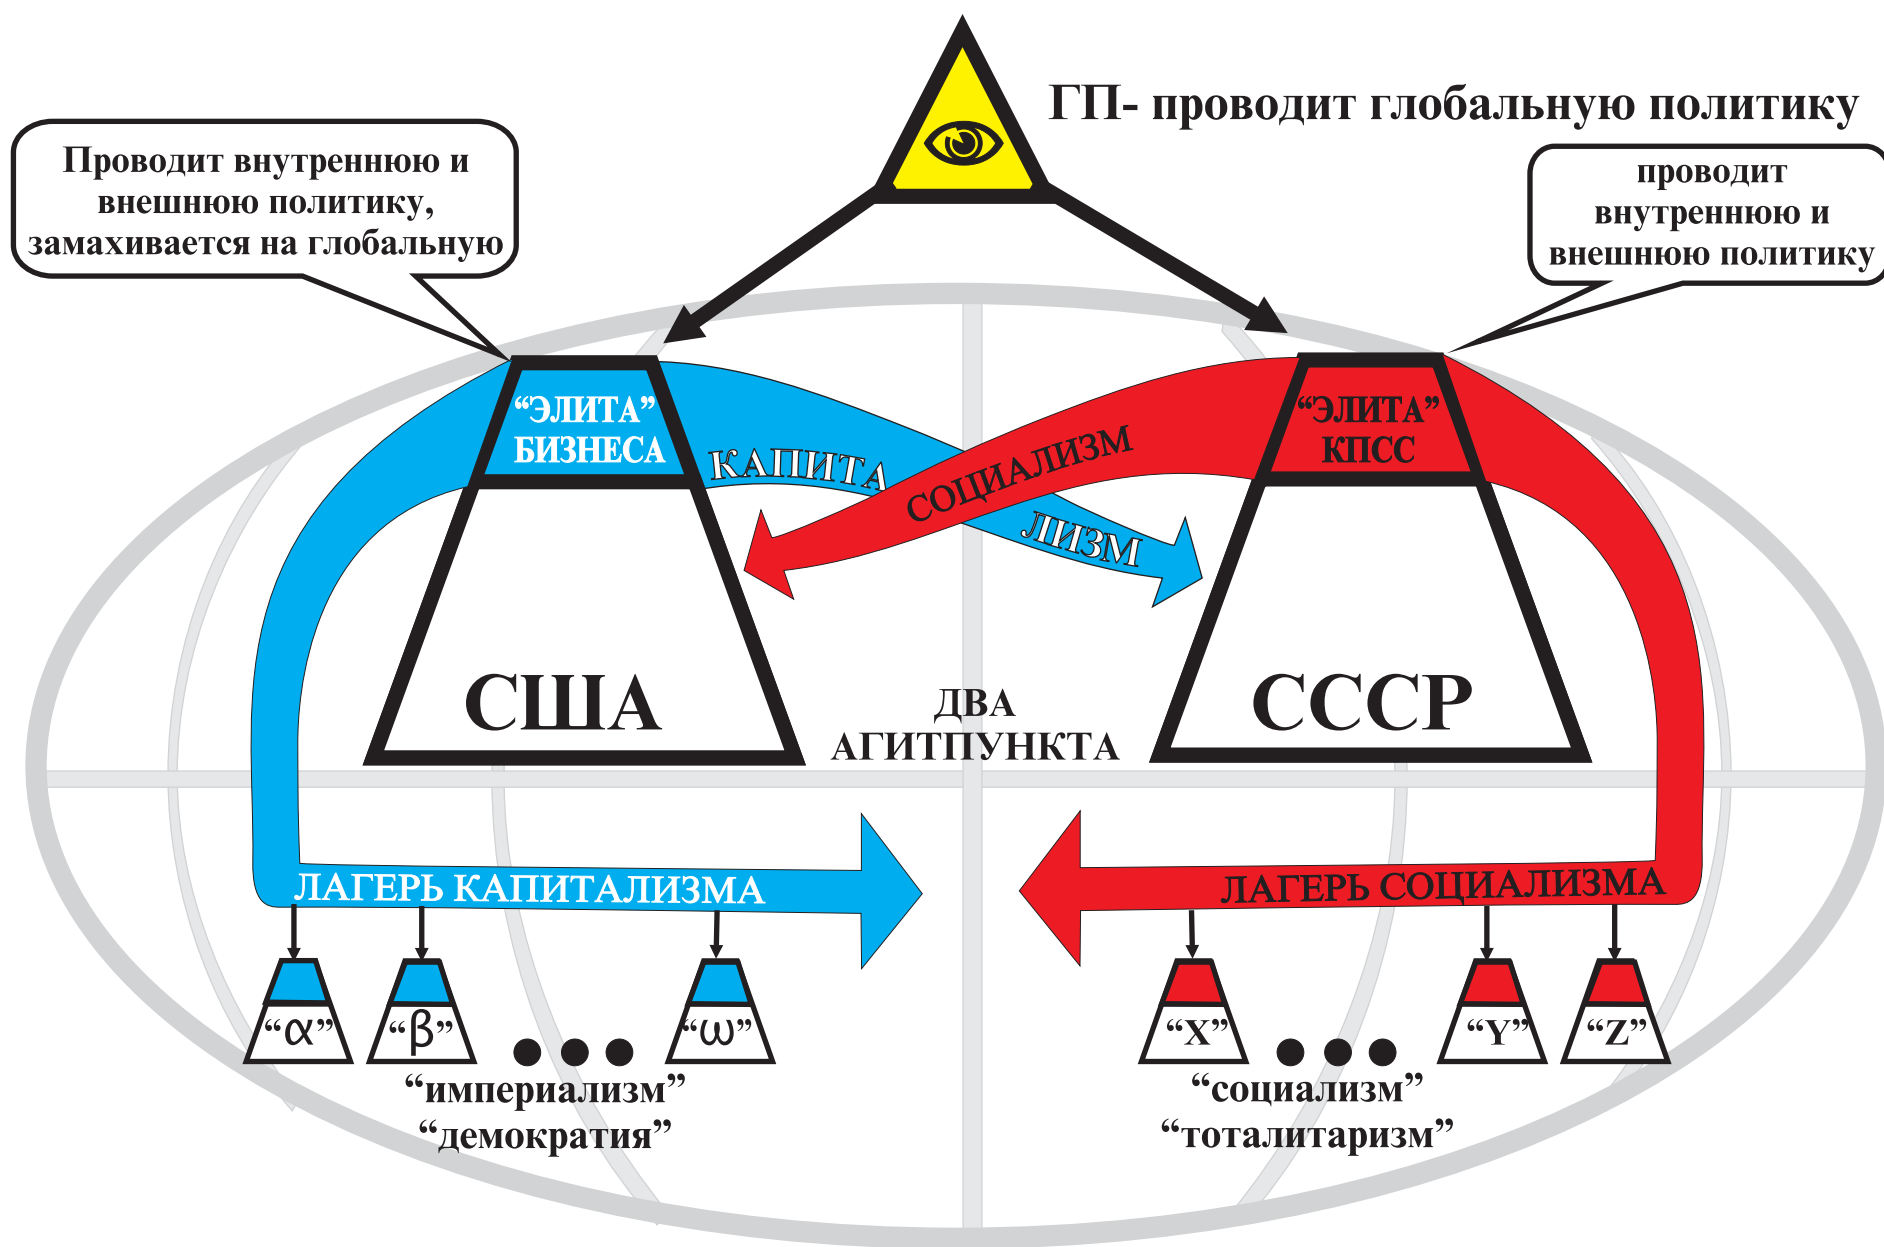 ГП- проводит глобальную политику
Проводит внутреннюю и
внешнюю политику,
замахивается на глобальную
проводит
внутреннюю и
внешнюю политику
“ЭЛИТА”
БИЗНЕСА
“ЭЛИТА”
КПСС
КАПИТА
ЛИЗМ
СОЦИАЛИЗМ
США
СССР
ДВА
АГИТПУНКТА
ЛАГЕРЬ КАПИТАЛИЗМА
ЛАГЕРЬ СОЦИАЛИЗМА
“α” “β” “ω”
“X” “Y” “Z”
“империализм”
“демократия”
“социализм”
“тоталитаризм”